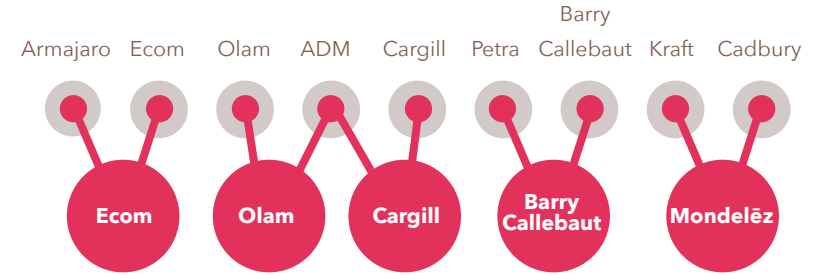 Armajaro
Ecom
Olam
ADM
Cargill
Petra
Barry
Callebaut
Kraft
Cadbury
Ecom
Olam
Cargill
Barry
Callebaut
Mondelēz